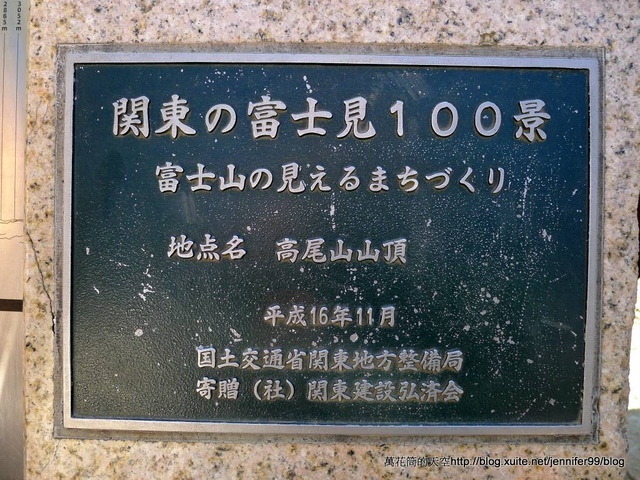 3052m
2865m
関東の富士見１００景
富士山の見えるまちづくり
地点名　高尾山山頂
平成16年11月
国土交通省関東地方整備局
寄贈（社）関東建設弘済会
萬花筒的天空http://blog.xuite.net/jennifer99/blog